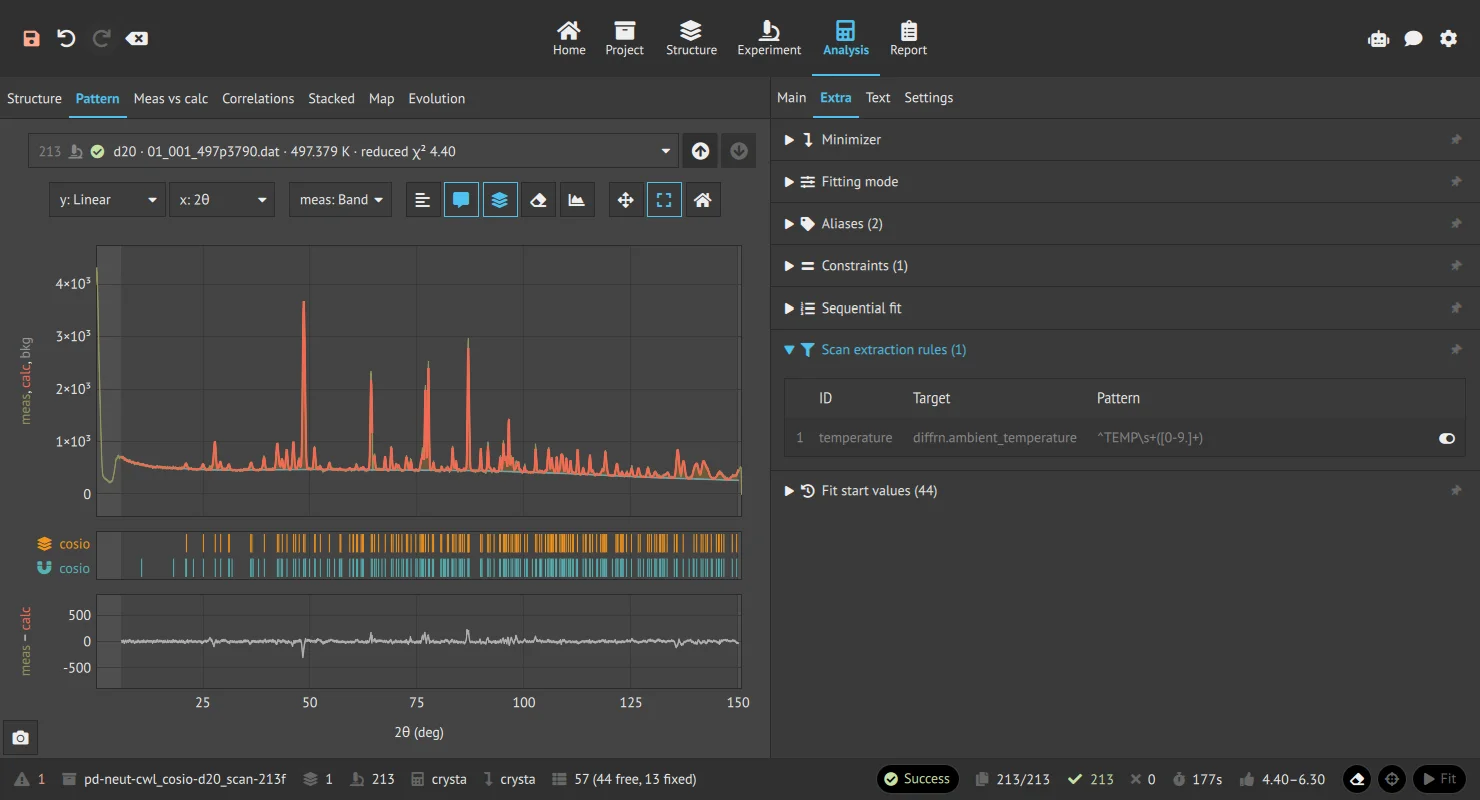 Home Project Structure Experiment Analysis Report
Structure Pattern Meas vs calc Correlations Stacked Map Evolution
Main Extra Text Settings
213 d20 · 01_001_497p3790.dat · 497.379 K · reduced χ² 4.40
y: Linear x: 2θ meas: Band
meas, calc, bkg
4×10³
3×10³
2×10³
1×10³
0
cosio
cosio
meas − calc
500
0
-500
25 50 75 100 125 150
2θ (deg)
Minimizer
Fitting mode
Aliases (2)
Constraints (1)
Sequential fit
Scan extraction rules (1)
ID Target Pattern
1 temperature diffrn.ambient_temperature ^TEMP\s+([0-9.]+)
Fit start values (44)
1 pd-neut-cwl_cosio-d20_scan-213f 1 213 crysta crysta 57 (44 free, 13 fixed)
Success 213/213 213 0 177s 4.40–6.30 Fit